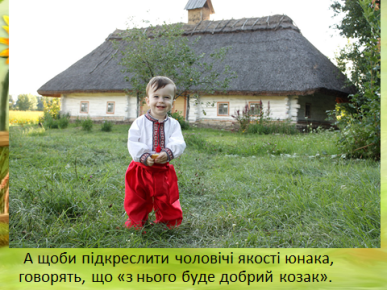 А щоби підкреслити чоловічі якості юнака,
говорять, що «з нього буде добрий козак».